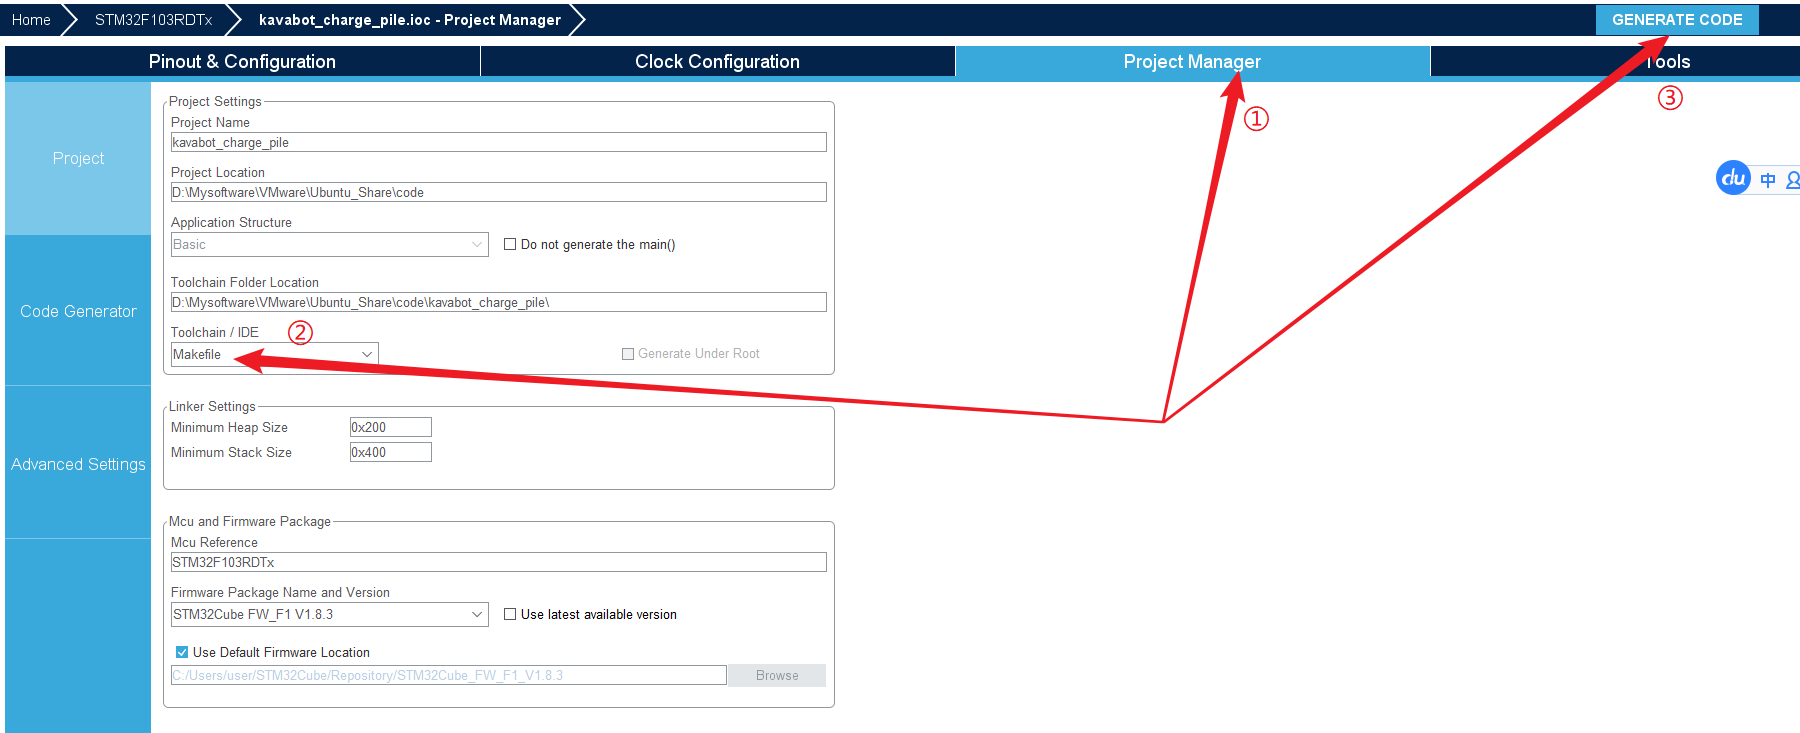 Home STM32F103RDTx kavabot_charge_pile.ioc - Project Manager GENERATE CODE
Pinout & Configuration Clock Configuration Project Manager Tools
①
③
Project
Code Generator
Advanced Settings
Project Settings
Project Name
kavabot_charge_pile
Project Location
D:\Mysoftware\VMware\Ubuntu_Share\code
Application Structure
Basic Do not generate the main()
Toolchain Folder Location
D:\Mysoftware\VMware\Ubuntu_Share\code\kavabot_charge_pile\
Toolchain / IDE ②
Makefile Generate Under Root
Linker Settings
Minimum Heap Size 0x200
Minimum Stack Size 0x400
Mcu and Firmware Package
Mcu Reference
STM32F103RDTx
Firmware Package Name and Version
STM32Cube FW_F1 V1.8.3 Use latest available version
Use Default Firmware Location
C:/Users/user/STM32Cube/Repository/STM32Cube_FW_F1_V1.8.3 Browse
du 中